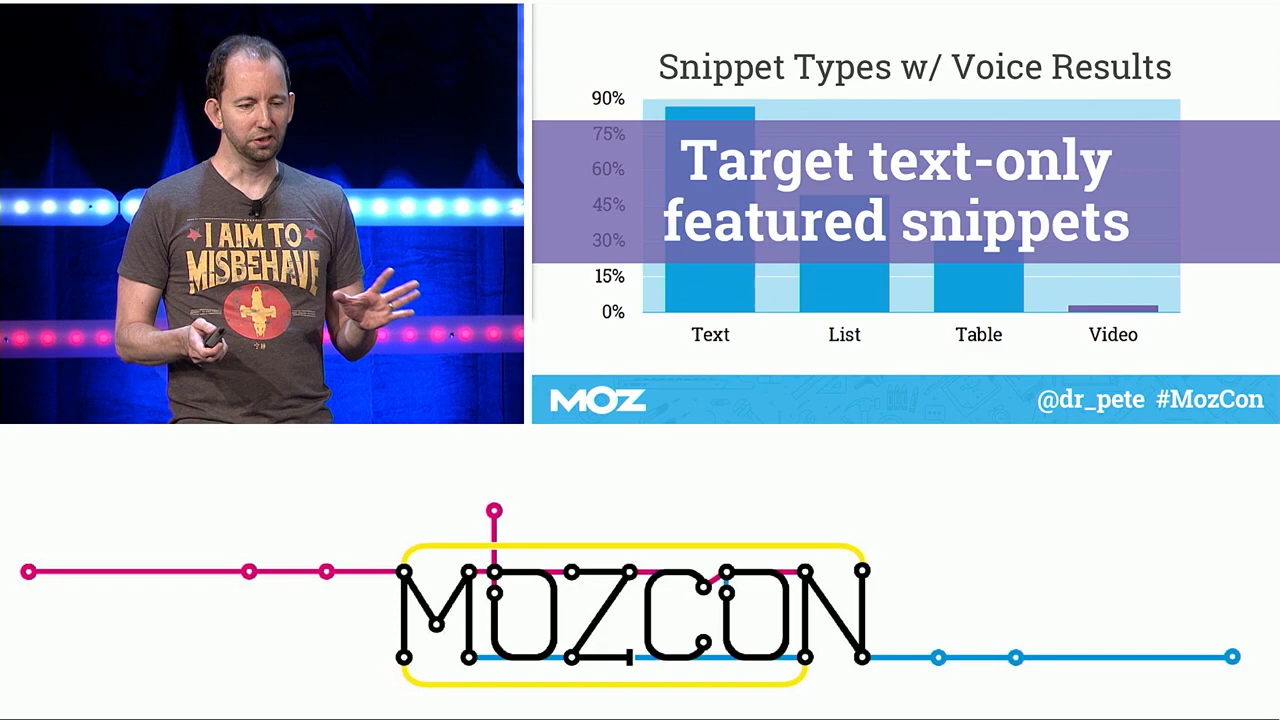 I AIM TO
MISBEHAVE
Snippet Types w/ Voice Results
90%
75%
60%
45%
30%
15%
0%
Target text-only
featured snippets
Text List Table Video
MOZ
@dr_pete #MozCon
MOZCON